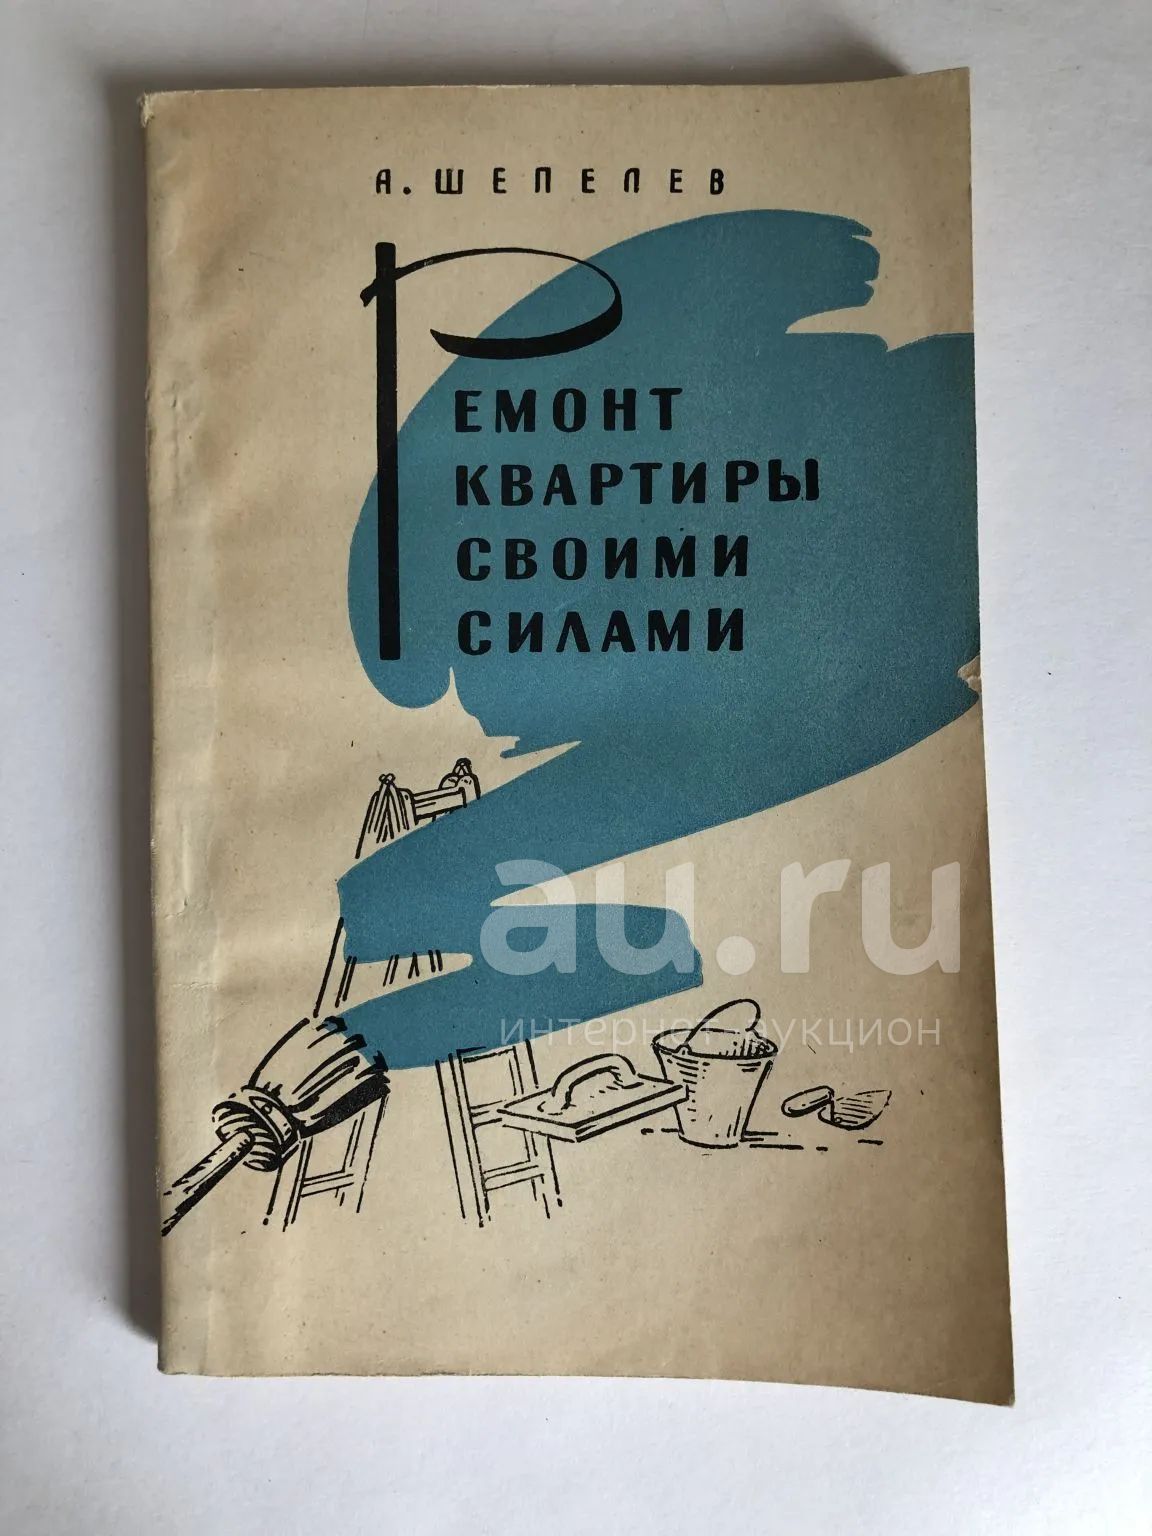 А. ШЕПЕЛЕВ
РЕМОНТ
КВАРТИРЫ
СВОИМИ
СИЛАМИ
au.ru
интернет-аукцион